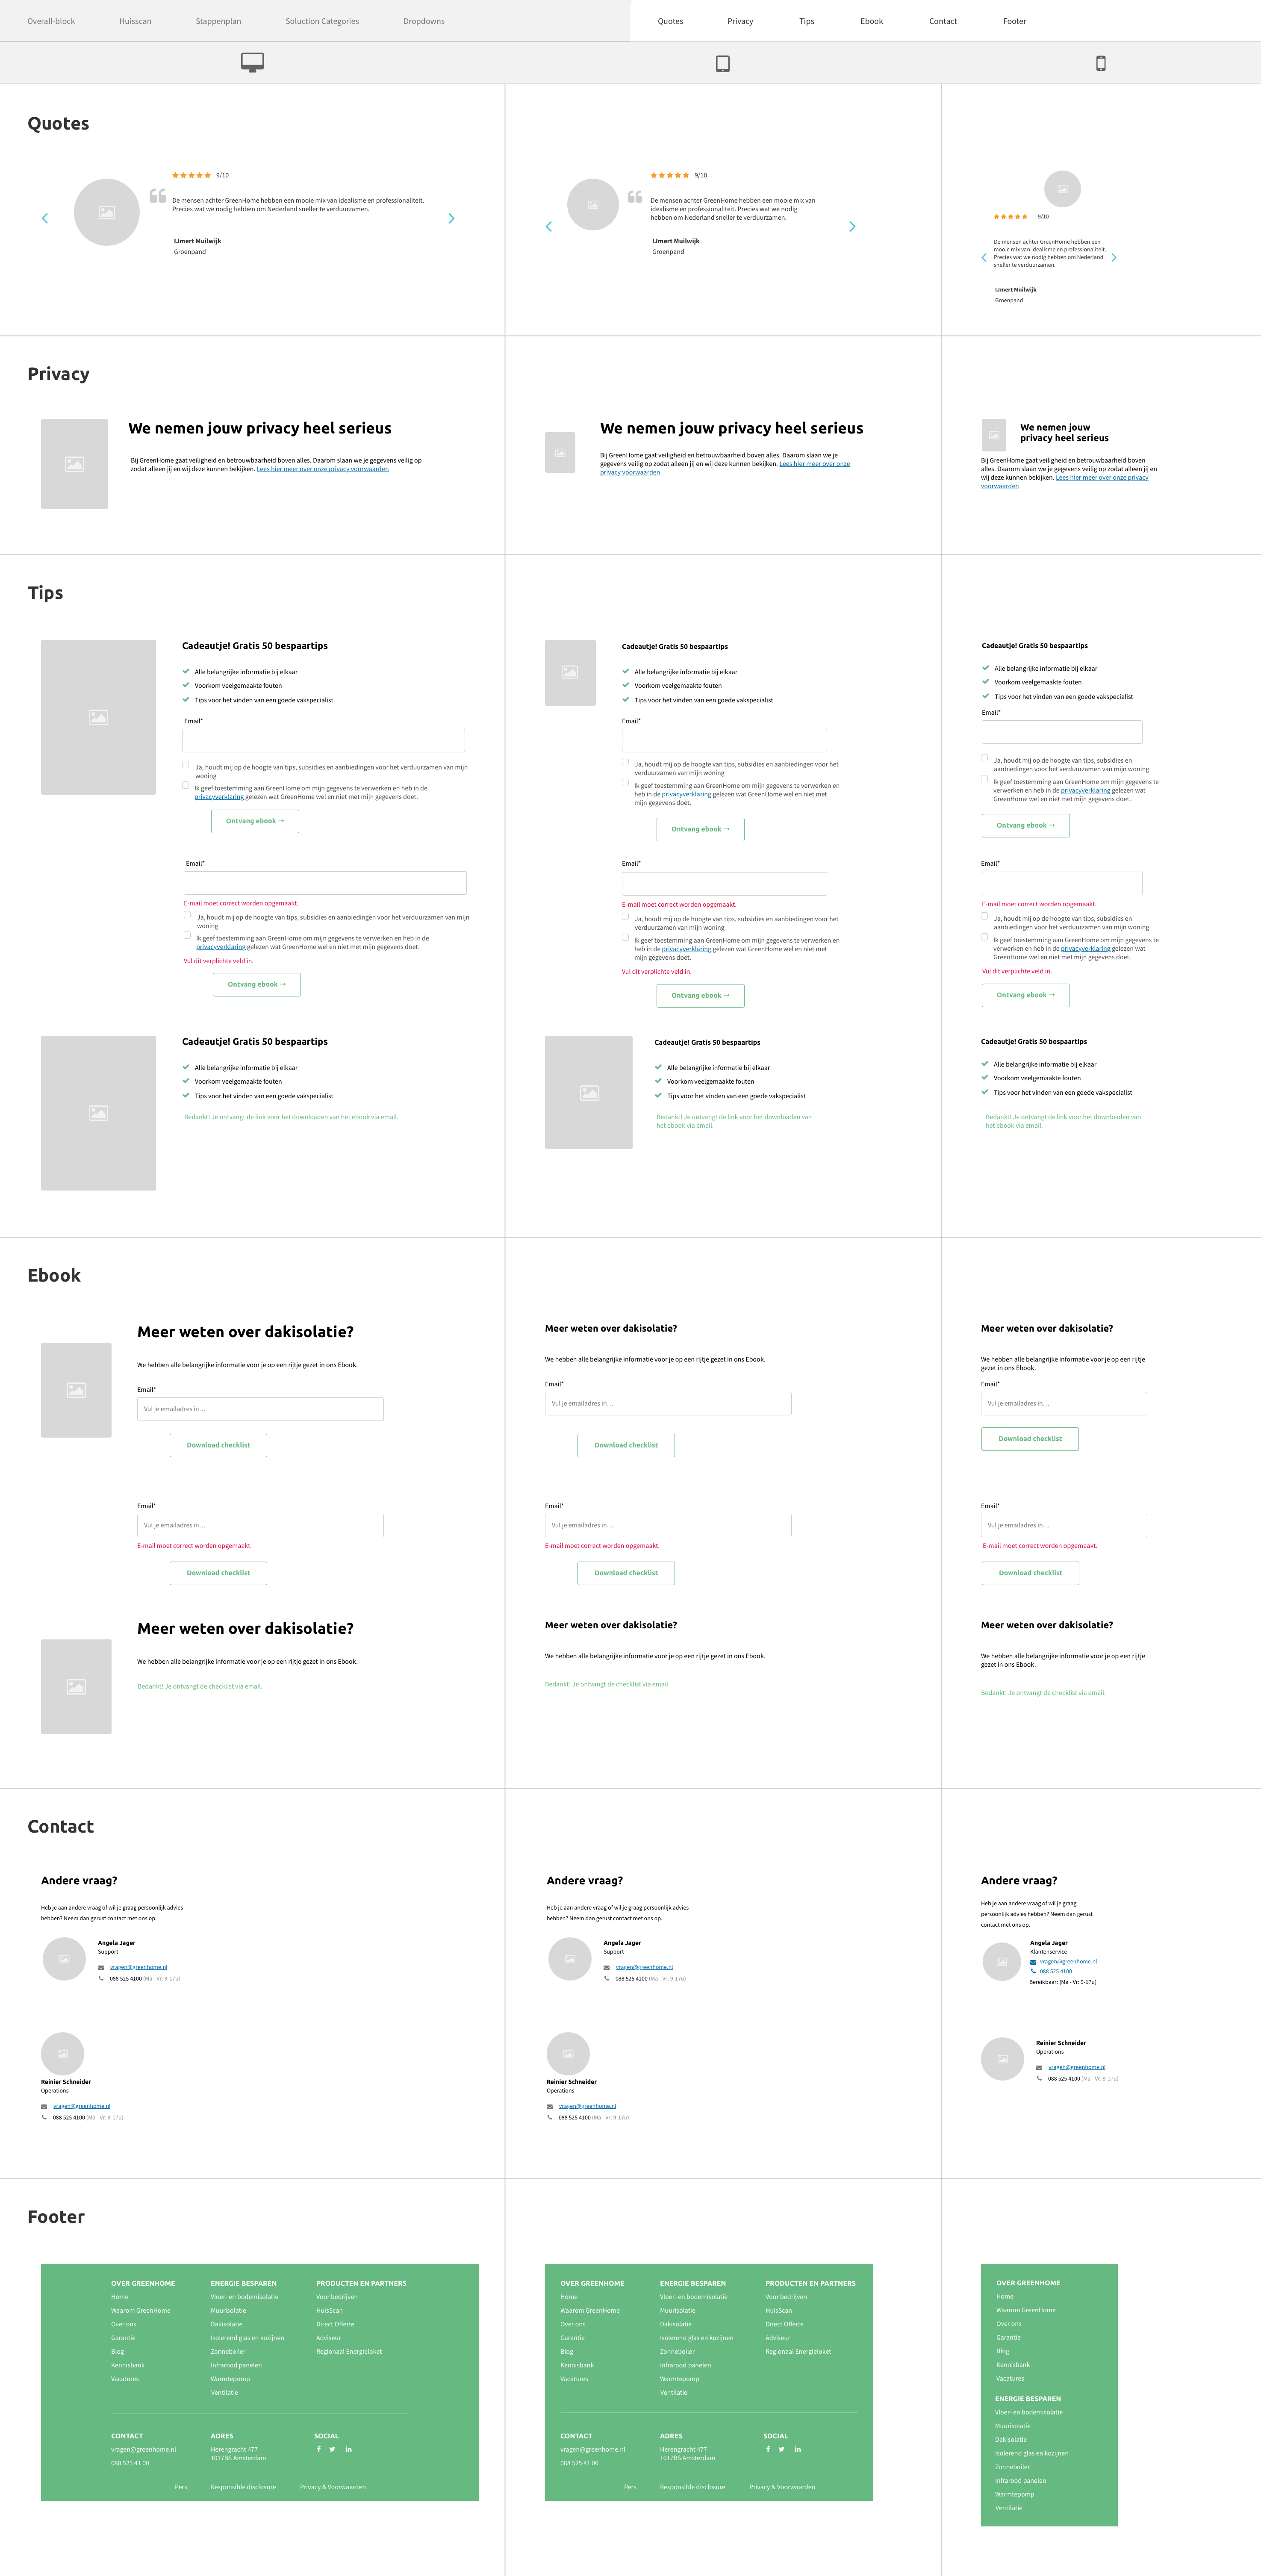 Overall-block Huisscan Stappenplan Soluction Categories Dropdowns Quotes Privacy Tips Ebook Contact Footer
Quotes
9/10
De mensen achter GreenHome hebben een mooie mix van idealisme en professionaliteit.
Precies wat we nodig hebben om Nederland sneller te verduurzamen.
IJmert Muilwijk
Groenpand
9/10
De mensen achter GreenHome hebben een mooie mix van
idealisme en professionaliteit. Precies wat we nodig
hebben om Nederland sneller te verduurzamen.
IJmert Muilwijk
Groenpand
9/10
De mensen achter GreenHome hebben een
mooie mix van idealisme en professionaliteit.
Precies wat we nodig hebben om Nederland
sneller te verduurzamen.
IJmert Muilwijk
Groenpand
Privacy
We nemen jouw privacy heel serieus
Bij GreenHome gaat veiligheid en betrouwbaarheid boven alles. Daarom slaan we je gegevens veilig op
zodat alleen jij en wij deze kunnen bekijken. Lees hier meer over onze privacy voorwaarden
We nemen jouw privacy heel serieus
Bij GreenHome gaat veiligheid en betrouwbaarheid boven alles. Daarom slaan we je
gegevens veilig op zodat alleen jij en wij deze kunnen bekijken. Lees hier meer over onze
privacy voorwaarden
We nemen jouw
privacy heel serieus
Bij GreenHome gaat veiligheid en betrouwbaarheid boven
alles. Daarom slaan we je gegevens veilig op zodat alleen jij en
wij deze kunnen bekijken. Lees hier meer over onze privacy
voorwaarden
Tips
Cadeautje! Gratis 50 bespaartips
Alle belangrijke informatie bij elkaar
Voorkom veelgemaakte fouten
Tips voor het vinden van een goede vakspecialist
Email*
Ja, houdt mij op de hoogte van tips, subsidies en aanbiedingen voor het verduurzamen van mijn
woning
Ik geef toestemming aan GreenHome om mijn gegevens te verwerken en heb in de
privacyverklaring gelezen wat GreenHome wel en niet met mijn gegevens doet.
Ontvang ebook →
Email*
E-mail moet correct worden opgemaakt.
Ja, houdt mij op de hoogte van tips, subsidies en aanbiedingen voor het verduurzamen van mijn
woning
Ik geef toestemming aan GreenHome om mijn gegevens te verwerken en heb in de
privacyverklaring gelezen wat GreenHome wel en niet met mijn gegevens doet.
Vul dit verplichte veld in.
Ontvang ebook →
Cadeautje! Gratis 50 bespaartips
Alle belangrijke informatie bij elkaar
Voorkom veelgemaakte fouten
Tips voor het vinden van een goede vakspecialist
Bedankt! Je ontvangt de link voor het downloaden van het ebook via email.
Cadeautje! Gratis 50 bespaartips
Alle belangrijke informatie bij elkaar
Voorkom veelgemaakte fouten
Tips voor het vinden van een goede vakspecialist
Email*
Ja, houdt mij op de hoogte van tips, subsidies en aanbiedingen voor het
verduurzamen van mijn woning
Ik geef toestemming aan GreenHome om mijn gegevens te verwerken en
heb in de privacyverklaring gelezen wat GreenHome wel en niet met
mijn gegevens doet.
Ontvang ebook →
Email*
E-mail moet correct worden opgemaakt.
Ja, houdt mij op de hoogte van tips, subsidies en aanbiedingen voor het
verduurzamen van mijn woning
Ik geef toestemming aan GreenHome om mijn gegevens te verwerken en
heb in de privacyverklaring gelezen wat GreenHome wel en niet met
mijn gegevens doet.
Vul dit verplichte veld in.
Ontvang ebook →
Cadeautje! Gratis 50 bespaartips
Alle belangrijke informatie bij elkaar
Voorkom veelgemaakte fouten
Tips voor het vinden van een goede vakspecialist
Bedankt! Je ontvangt de link voor het downloaden van
het ebook via email.
Cadeautje! Gratis 50 bespaartips
Alle belangrijke informatie bij elkaar
Voorkom veelgemaakte fouten
Tips voor het vinden van een goede vakspecialist
Email*
Ja, houdt mij op de hoogte van tips, subsidies en
aanbiedingen voor het verduurzamen van mijn woning
Ik geef toestemming aan GreenHome om mijn gegevens te
verwerken en heb in de privacyverklaring gelezen wat
GreenHome wel en niet met mijn gegevens doet.
Ontvang ebook →
Email*
E-mail moet correct worden opgemaakt.
Ja, houdt mij op de hoogte van tips, subsidies en
aanbiedingen voor het verduurzamen van mijn woning
Ik geef toestemming aan GreenHome om mijn gegevens te
verwerken en heb in de privacyverklaring gelezen wat
GreenHome wel en niet met mijn gegevens doet.
Vul dit verplichte veld in.
Ontvang ebook →
Cadeautje! Gratis 50 bespaartips
Alle belangrijke informatie bij elkaar
Voorkom veelgemaakte fouten
Tips voor het vinden van een goede vakspecialist
Bedankt! Je ontvangt de link voor het downloaden van
het ebook via email.
Ebook
Meer weten over dakisolatie?
We hebben alle belangrijke informatie voor je op een rijtje gezet in ons Ebook.
Email*
Vul je emailadres in…
Download checklist
Email*
Vul je emailadres in…
E-mail moet correct worden opgemaakt.
Download checklist
Meer weten over dakisolatie?
We hebben alle belangrijke informatie voor je op een rijtje gezet in ons Ebook.
Bedankt! Je ontvangt de checklist via email.
Meer weten over dakisolatie?
We hebben alle belangrijke informatie voor je op een rijtje gezet in ons Ebook.
Email*
Vul je emailadres in…
Download checklist
Email*
Vul je emailadres in…
E-mail moet correct worden opgemaakt.
Download checklist
Meer weten over dakisolatie?
We hebben alle belangrijke informatie voor je op een rijtje gezet in ons Ebook.
Bedankt! Je ontvangt de checklist via email.
Meer weten over dakisolatie?
We hebben alle belangrijke informatie voor je op een rijtje
gezet in ons Ebook.
Email*
Vul je emailadres in…
Download checklist
Email*
Vul je emailadres in…
E-mail moet correct worden opgemaakt.
Download checklist
Meer weten over dakisolatie?
We hebben alle belangrijke informatie voor je op een rijtje
gezet in ons Ebook.
Bedankt! Je ontvangt de checklist via email.
Contact
Andere vraag?
Heb je aan andere vraag of wil je graag persoonlijk advies
hebben? Neem dan gerust contact met ons op.
Angela Jager
Support
vragen@greenhome.nl
088 525 4100 (Ma - Vr: 9-17u)
Reinier Schneider
Operations
vragen@greenhome.nl
088 525 4100 (Ma - Vr: 9-17u)
Andere vraag?
Heb je aan andere vraag of wil je graag persoonlijk advies
hebben? Neem dan gerust contact met ons op.
Angela Jager
Support
vragen@greenhome.nl
088 525 4100 (Ma - Vr: 9-17u)
Reinier Schneider
Operations
vragen@greenhome.nl
088 525 4100 (Ma - Vr: 9-17u)
Andere vraag?
Heb je aan andere vraag of wil je graag
persoonlijk advies hebben? Neem dan gerust
contact met ons op.
Angela Jager
Klantenservice
vragen@greenhome.nl
088 525 4100
Bereikbaar: (Ma - Vr: 9-17u)
Reinier Schneider
Operations
vragen@greenhome.nl
088 525 4100 (Ma - Vr: 9-17u)
Footer
OVER GREENHOME
Home
Waarom GreenHome
Over ons
Garantie
Blog
Kennisbank
Vacatures
ENERGIE BESPAREN
Vloer- en bodemisolatie
Muurisolatie
Dakisolatie
Isolerend glas en kozijnen
Zonneboiler
Infrarood panelen
Warmtepomp
Ventilatie
PRODUCTEN EN PARTNERS
Voor bedrijven
HuisScan
Direct Offerte
Adviseur
Regionaal Energieloket
CONTACT
vragen@greenhome.nl
088 525 41 00
ADRES
Herengracht 477
1017BS Amsterdam
SOCIAL
Pers Responsible disclosure Privacy & Voorwaarden
OVER GREENHOME
Home
Waarom GreenHome
Over ons
Garantie
Blog
Kennisbank
Vacatures
ENERGIE BESPAREN
Vloer- en bodemisolatie
Muurisolatie
Dakisolatie
Isolerend glas en kozijnen
Zonneboiler
Infrarood panelen
Warmtepomp
Ventilatie
PRODUCTEN EN PARTNERS
Voor bedrijven
HuisScan
Direct Offerte
Adviseur
Regionaal Energieloket
CONTACT
vragen@greenhome.nl
088 525 41 00
ADRES
Herengracht 477
1017BS Amsterdam
SOCIAL
Pers Responsible disclosure Privacy & Voorwaarden
OVER GREENHOME
Home
Waarom GreenHome
Over ons
Garantie
Blog
Kennisbank
Vacatures
ENERGIE BESPAREN
Vloer- en bodemisolatie
Muurisolatie
Dakisolatie
Isolerend glas en kozijnen
Zonneboiler
Infrarood panelen
Warmtepomp
Ventilatie